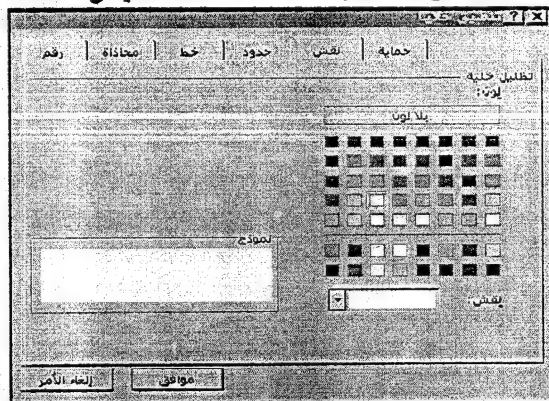 تنسيق خلايا
رقم محاذاة خط حدود نقش حماية
تظليل خلية
لون:
بلا لون
نموذج
نقش:
موافق إلغاء الأمر